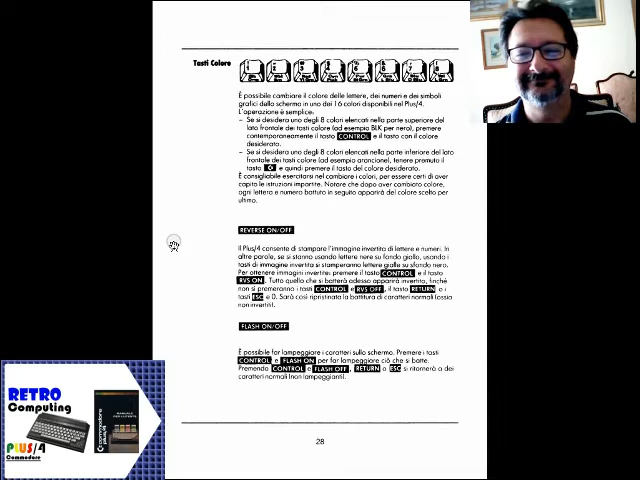 Tasti Colore
È possibile cambiare il colore delle lettere, dei numeri e dei simboli
grafici dello schermo in uno dei 16 colori disponibili nel Plus/4.
L'operazione è semplice:
— Se si desidera uno degli 8 colori elencati nella parte superiore del
lato frontale dei tasti colore (ad esempio BLK per nero), premere
contemporaneamente il tasto CONTROL e il tasto con il colore
desiderato.
— Se si desidera uno degli 8 colori elencati nella parte inferiore del lato
frontale dei tasti colore (ad esempio arancione), tenere premuto il
tasto e quindi premere il tasto del colore desiderato.
È consigliabile esercitarsi nel cambiare i colori, per essere certi di aver
capito le istruzioni impartite. Notare che dopo aver cambiato colore,
ogni lettera e numero battuto in seguito apparirà del colore scelto per
ultimo.
REVERSE ON/OFF
Il Plus/4 consente di stampare l'immagine invertita di lettere e numeri. In
altre parole, se si stanno usando lettere nere su fondo giallo, usando i
tasti di immagine invertita si stamperanno lettere gialle su sfondo nero.
Per ottenere immagini invertite: premere il tasto CONTROL e il tasto
RVS ON. Tutto quello che si batterà adesso apparirà invertito, finché
non si premeranno i tasti CONTROL e RVS OFF, il tasto RETURN o i
tasti ESC e O. Sarà così ripristinata la battitura di caratteri normali (ossia
non invertiti).
FLASH ON/OFF
È possibile far lampeggiare i caratteri sullo schermo. Premere i tasti
CONTROL e FLASH ON per far lampeggiare ciò che si batte.
Premendo CONTROL e FLASH OFF, RETURN o ESC si ritornerà a dei
caratteri normali (non lampeggianti).
28
RETRO
Computing
PLUS/4
Commodore
MANUALE
PER L'UTENTE
commodore
plus/4